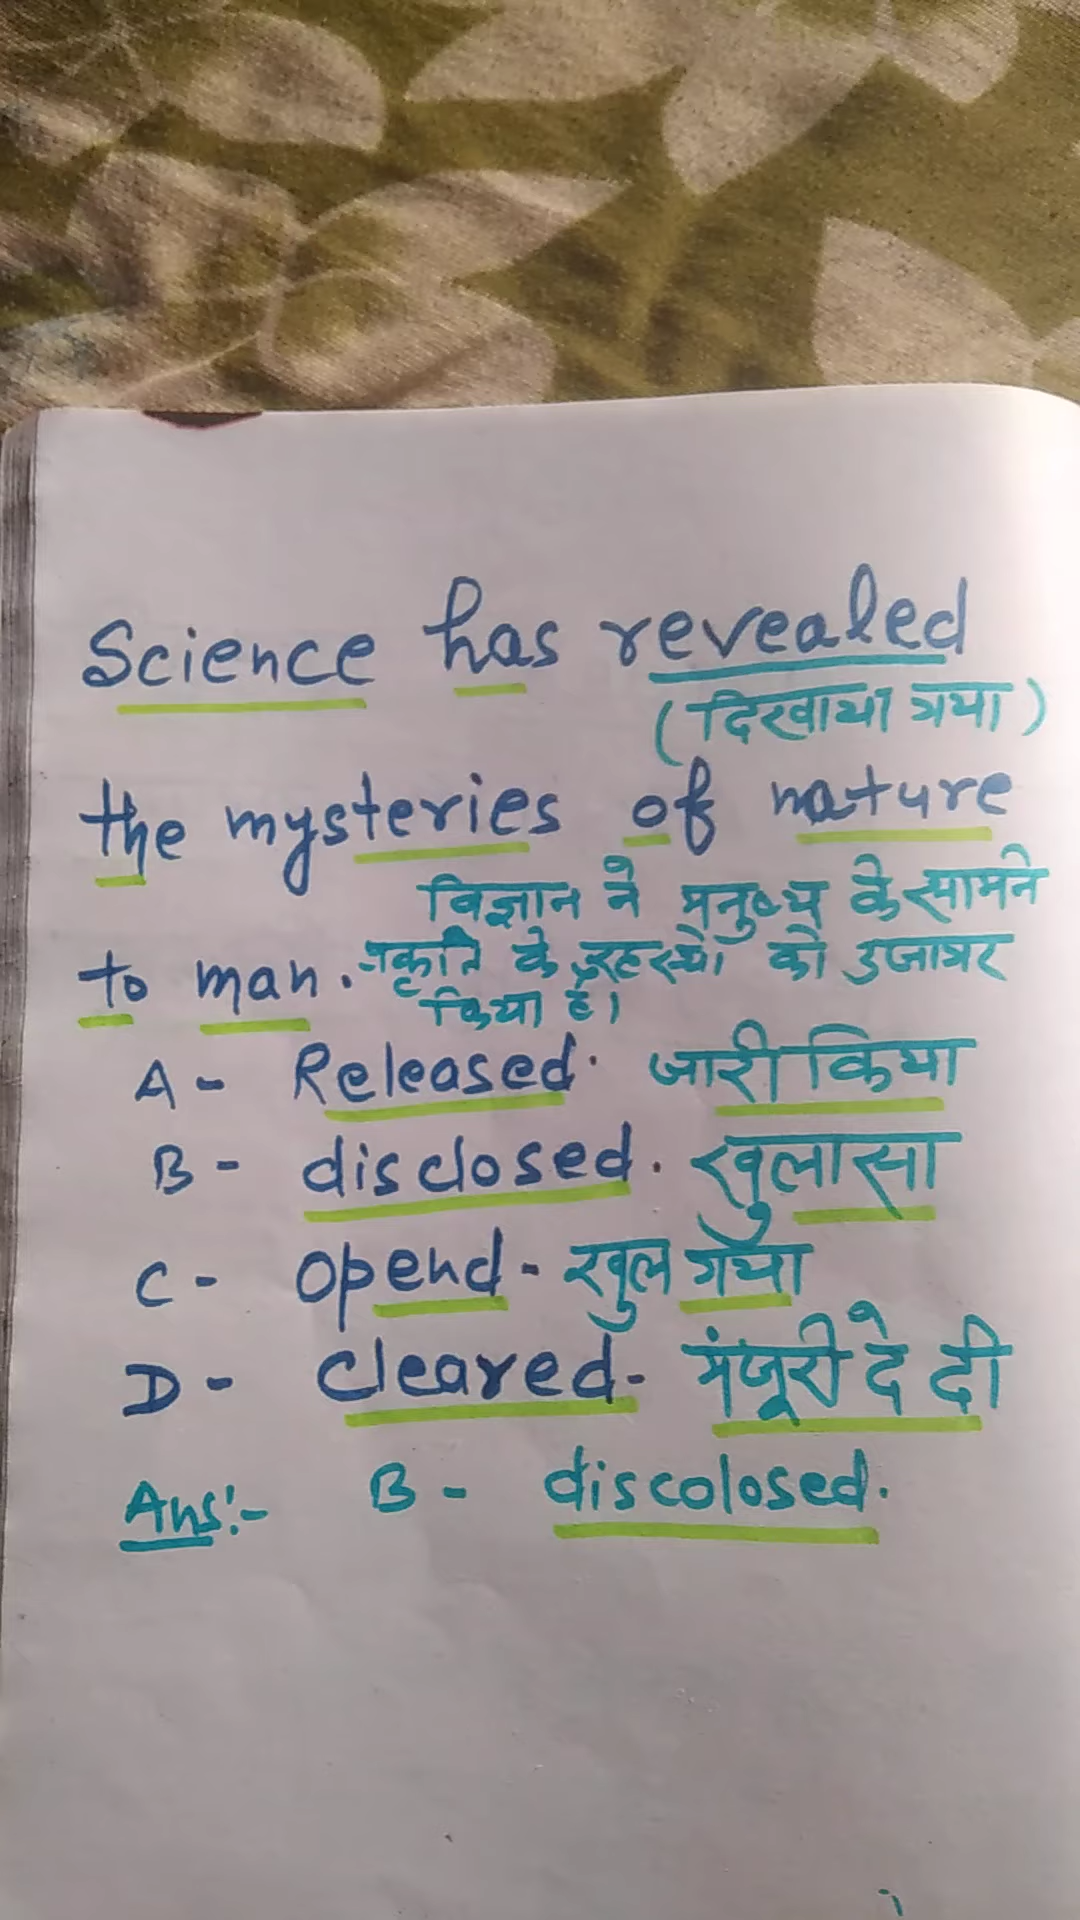 Science has revealed
(दिखाया गया)
the mysteries of nature
विज्ञान ने मनुष्य के सामने
to man. प्रकृति के रहस्यों को उजागर
किया है।
A - Released. जारी किया
B - disclosed. खुलासा
C - opend - खुल गया
D - cleared - मंजूरी दे दी
Ans:- B - discolosed.